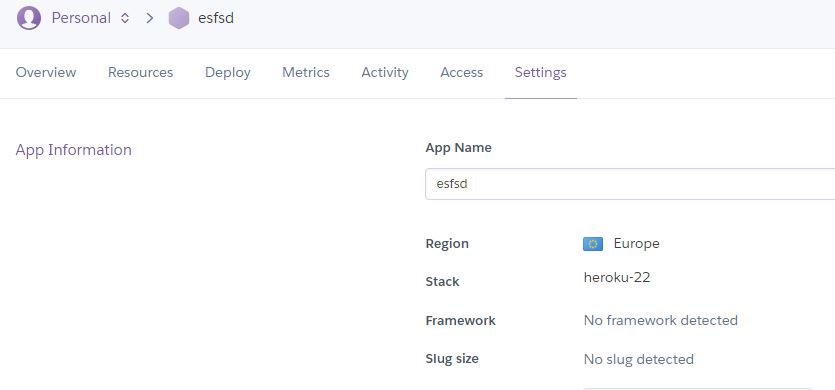 Personal esfsd
Overview Resources Deploy Metrics Activity Access Settings
App Information
App Name
esfsd
Region Europe
Stack heroku-22
Framework No framework detected
Slug size No slug detected